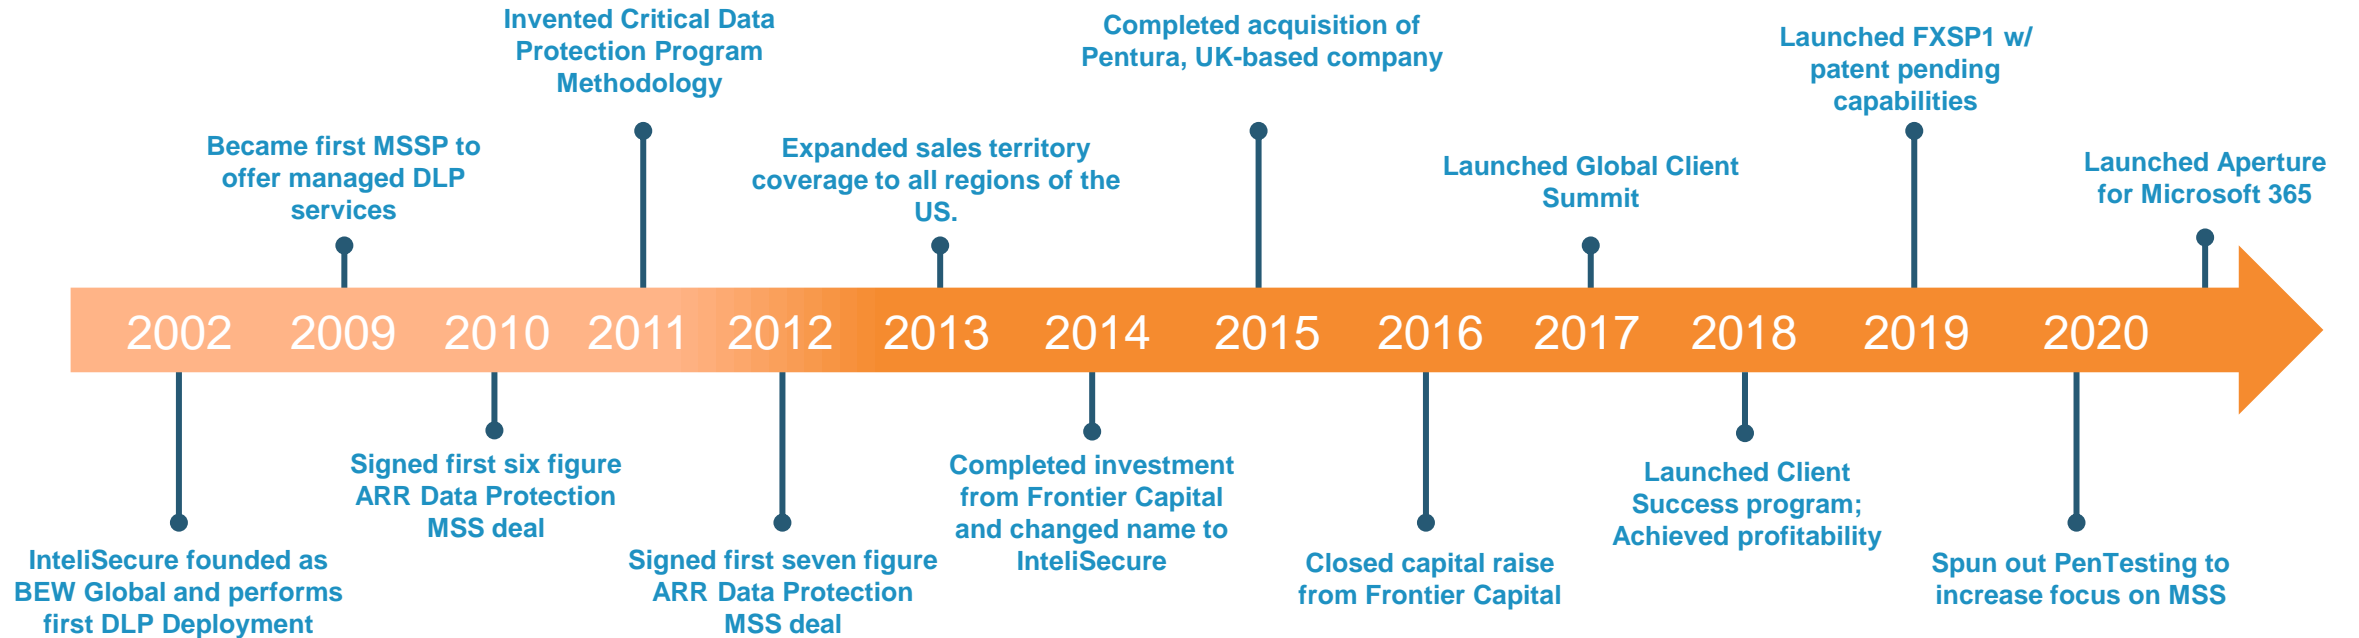 Invented Critical Data
Protection Program
Methodology
Completed acquisition of
Pentura, UK-based company
Launched FXSP1 w/
patent pending
capabilities
Became first MSSP to
offer managed DLP
services
Expanded sales territory
coverage to all regions of the
US.
Launched Global Client
Summit
Launched Aperture
for Microsoft 365
2002 2009 2010 2011 2012 2013 2014 2015 2016 2017 2018 2019 2020
Signed first six figure
ARR Data Protection
MSS deal
Completed investment
from Frontier Capital
and changed name to
InteliSecure
Launched Client
Success program;
Achieved profitability
InteliSecure founded as
BEW Global and performs
first DLP Deployment
Signed first seven figure
ARR Data Protection
MSS deal
Closed capital raise
from Frontier Capital
Spun out PenTesting to
increase focus on MSS